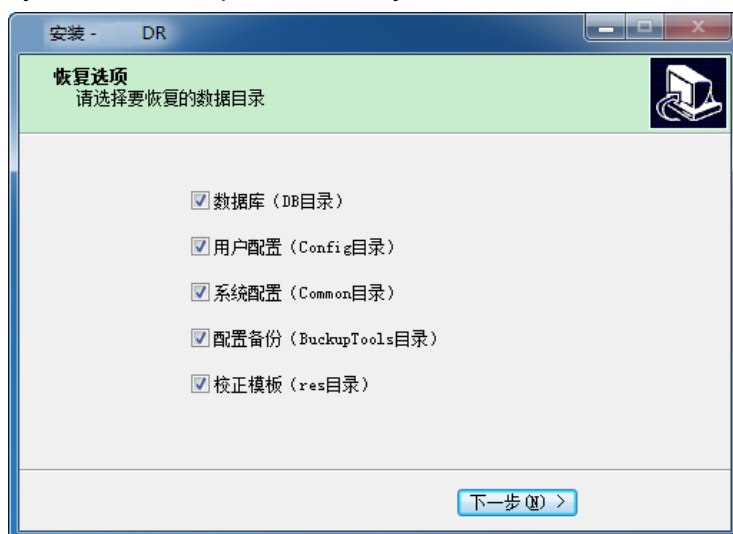 安装 - DR
恢复选项
请选择要恢复的数据目录
数据库（DB目录）
用户配置（Config目录）
系统配置（Common目录）
配置备份（BuckupTools目录）
校正模板（res目录）
下一步(N) >